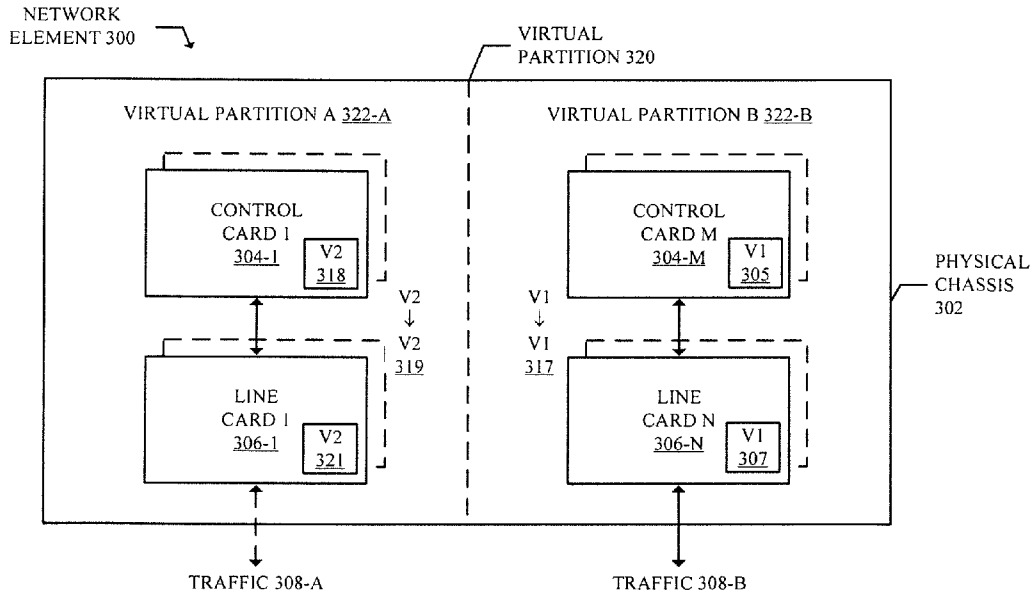 NETWORK
ELEMENT 300
VIRTUAL
PARTITION 320
VIRTUAL PARTITION A 322-A
VIRTUAL PARTITION B 322-B
CONTROL
CARD 1
304-1
V2
318
CONTROL
CARD M
304-M
V1
305
PHYSICAL
CHASSIS
302
V2
↓
V2
319
V1
↓
V1
317
LINE
CARD 1
306-1
V2
321
LINE
CARD N
306-N
V1
307
TRAFFIC 308-A
TRAFFIC 308-B